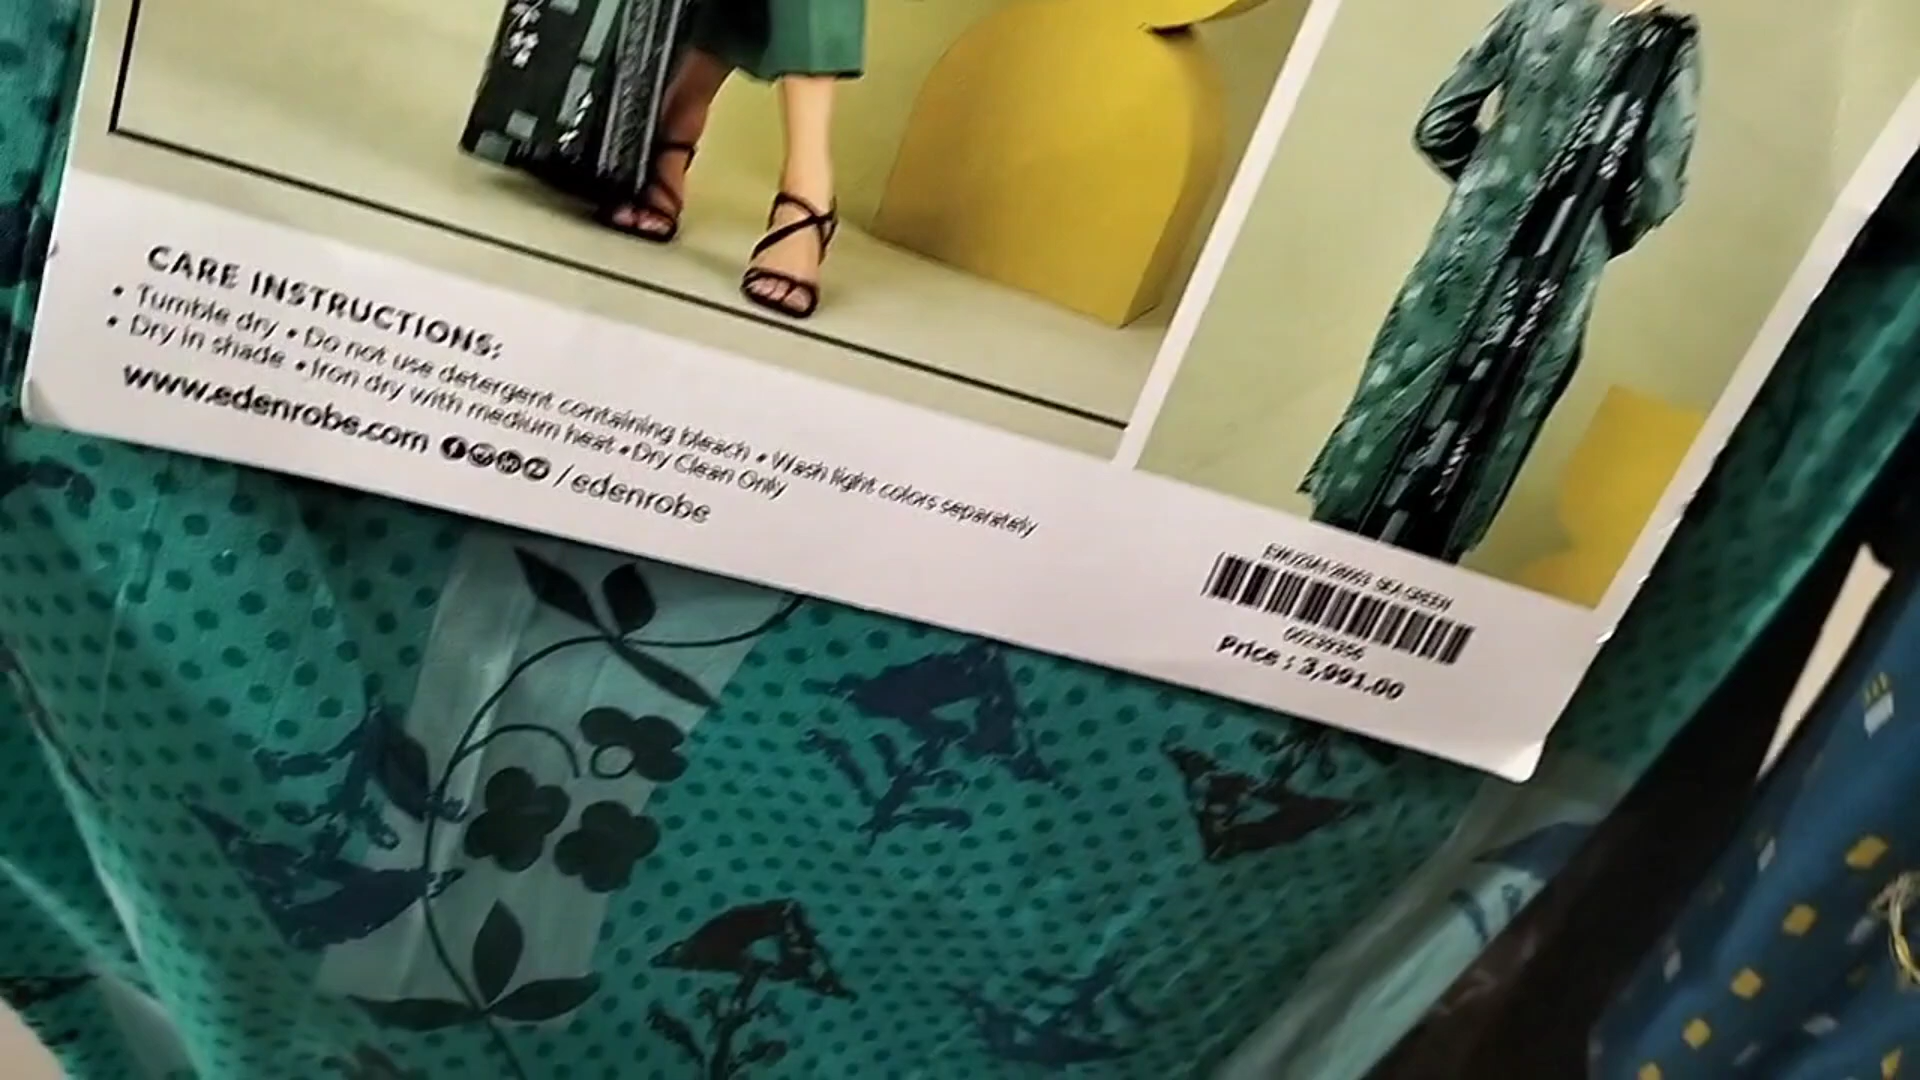 CARE INSTRUCTIONS:
• Tumble dry • Do not use detergent containing bleach • Wash light colors separately
• Dry in shade • Iron dry with medium heat • Dry Clean Only
www.edenrobe.com / edenrobe
SEA GREEN
00239356
Price : 3,991.00